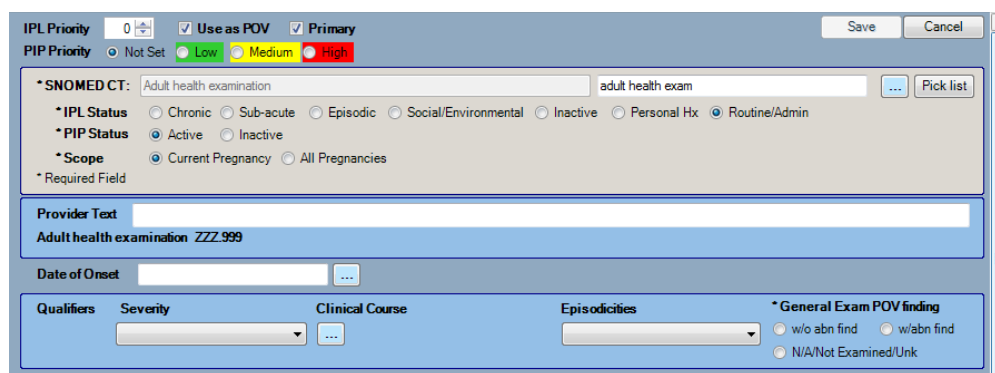 IPL Priority 0 Use as POV Primary Save Cancel
PIP Priority Not Set Low Medium High
* SNOMED CT: Adult health examination adult health exam ... Pick list
* IPL Status Chronic Sub-acute Episodic Social/Environmental Inactive Personal Hx Routine/Admin
* PIP Status Active Inactive
* Scope Current Pregnancy All Pregnancies
* Required Field
Provider Text
Adult health examination ZZZ.999
Date of Onset ...
Qualifiers Severity Clinical Course Episodicities * General Exam POV finding
... w/o abn find w/abn find
N/A/Not Examined/Unk